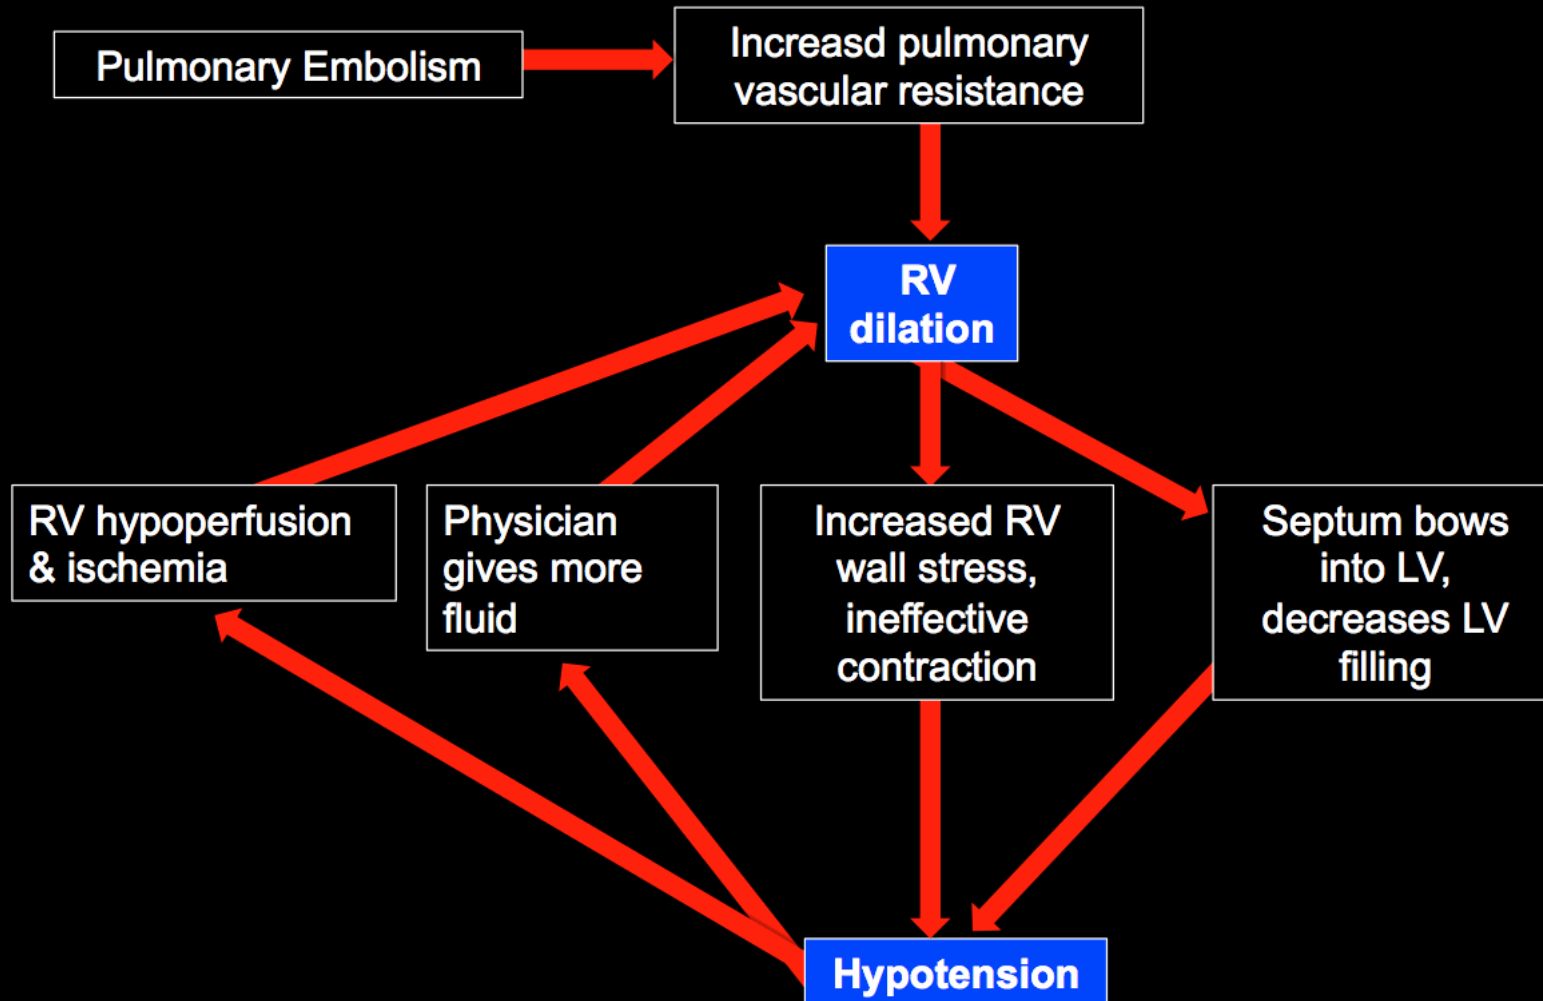 Pulmonary Embolism
Increasd pulmonary
vascular resistance
RV
dilation
RV hypoperfusion
& ischemia
Physician
gives more
fluid
Increased RV
wall stress,
ineffective
contraction
Septum bows
into LV,
decreases LV
filling
Hypotension